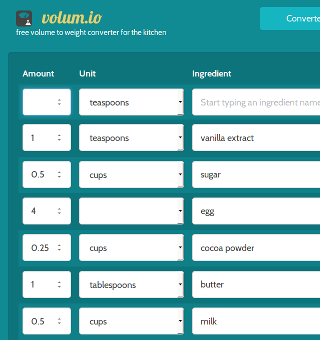 volum.io
Converte
free volume to weight converter for the kitchen
Amount Unit Ingredient
teaspoons Start typing an ingredient name
1 teaspoons vanilla extract
0.5 cups sugar
4 egg
0.25 cups cocoa powder
1 tablespoons butter
0.5 cups milk